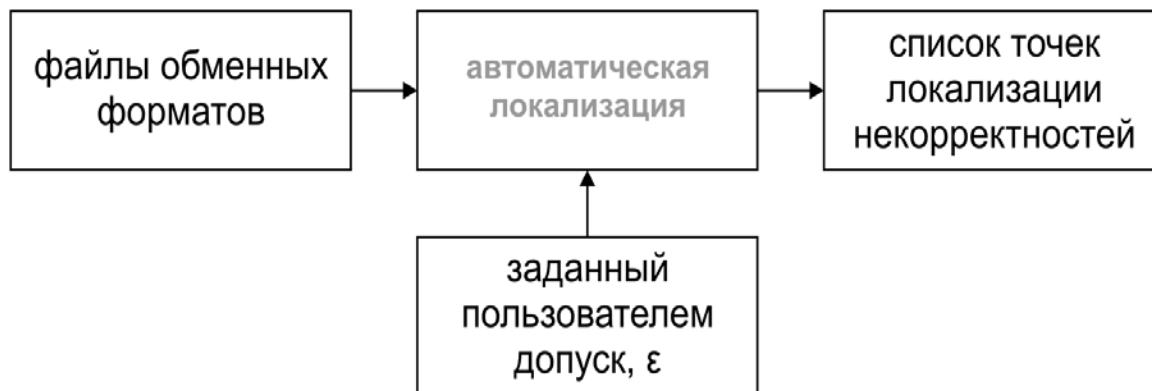 файлы обменных
форматов
автоматическая
локализация
список точек
локализации
некорректностей
заданный
пользователем
допуск, ε